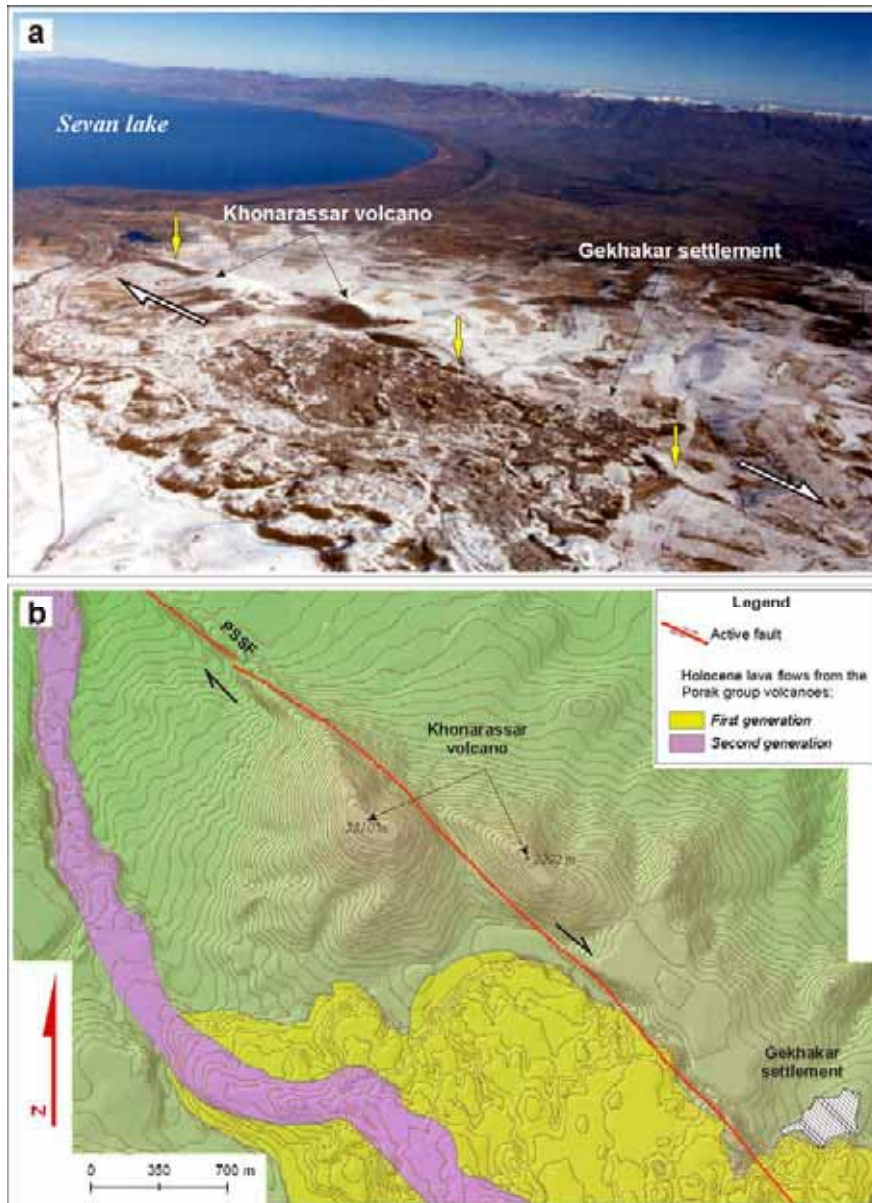 a
Sevan lake
Khonarassar volcano
Gekhakar settlement
b
Legend
Active fault
Holocene lava flows from the
Porak group volcanoes:
First generation
Second generation
PSSF
Khonarassar
volcano
Gekhakar
settlement
N
0 350 700 m